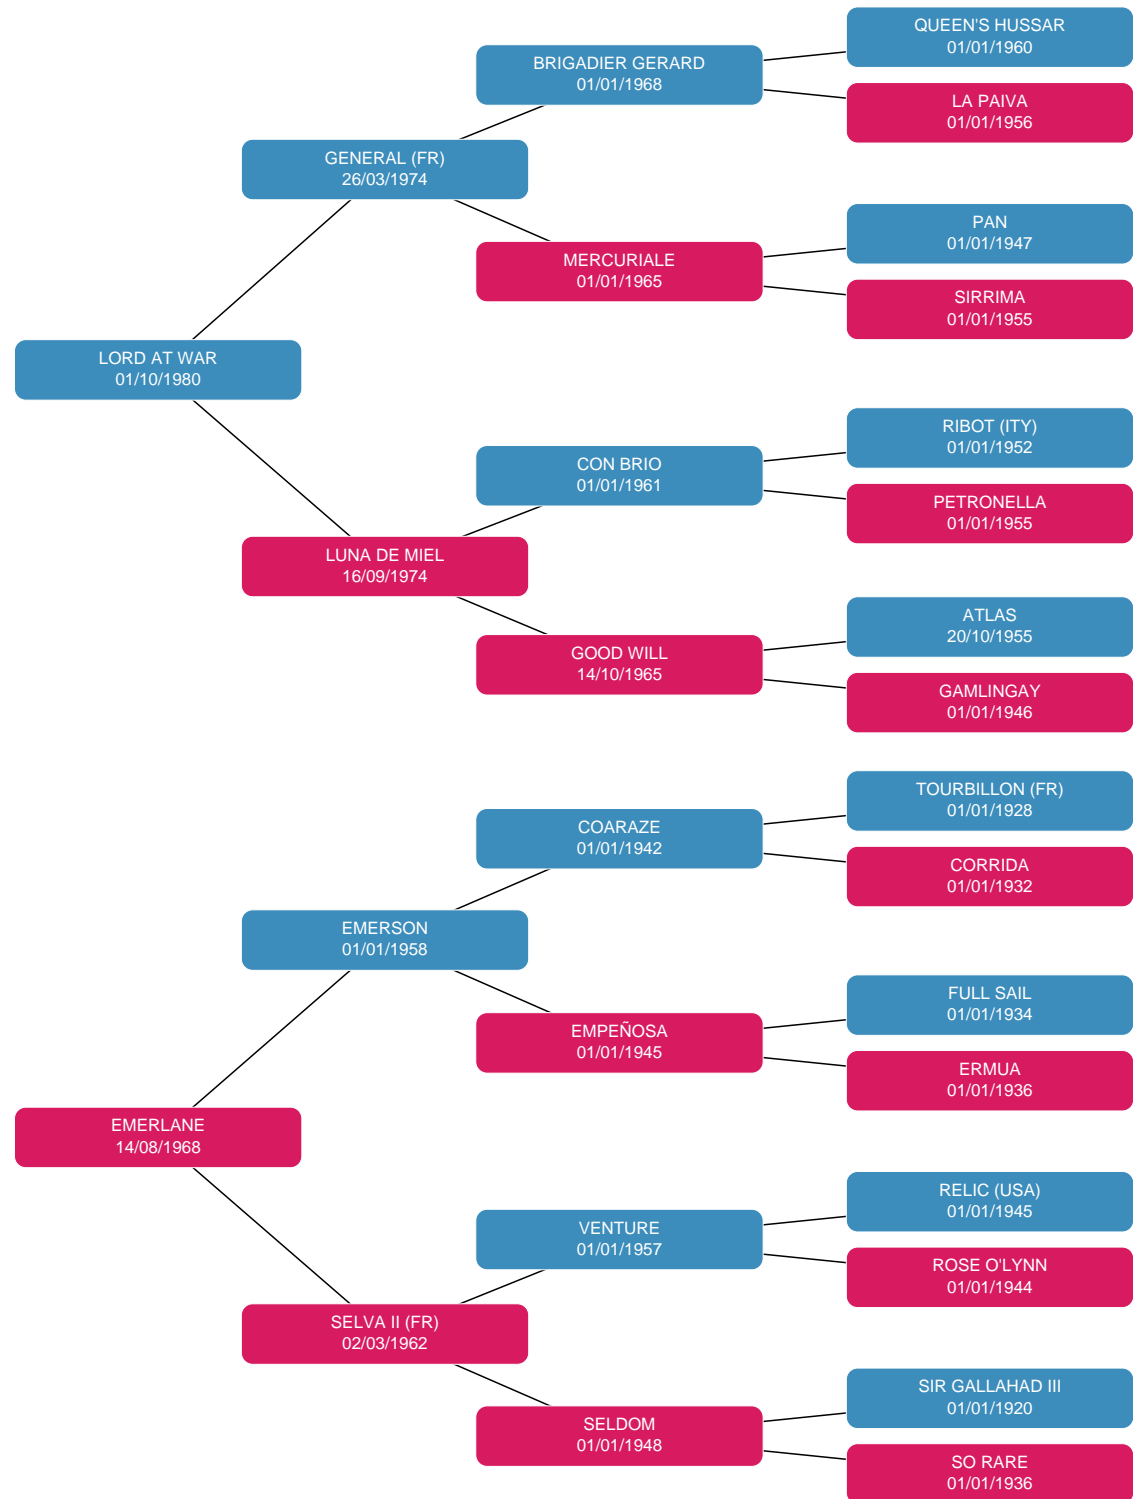 QUEEN'S HUSSAR
01/01/1960
BRIGADIER GERARD
01/01/1968
LA PAIVA
01/01/1956
GENERAL (FR)
26/03/1974
PAN
01/01/1947
MERCURIALE
01/01/1965
SIRRIMA
01/01/1955
LORD AT WAR
01/10/1980
RIBOT (ITY)
01/01/1952
CON BRIO
01/01/1961
PETRONELLA
01/01/1955
LUNA DE MIEL
16/09/1974
ATLAS
20/10/1955
GOOD WILL
14/10/1965
GAMLINGAY
01/01/1946
TOURBILLON (FR)
01/01/1928
COARAZE
01/01/1942
CORRIDA
01/01/1932
EMERSON
01/01/1958
FULL SAIL
01/01/1934
EMPEÑOSA
01/01/1945
ERMUA
01/01/1936
EMERLANE
14/08/1968
RELIC (USA)
01/01/1945
VENTURE
01/01/1957
ROSE O'LYNN
01/01/1944
SELVA II (FR)
02/03/1962
SIR GALLAHAD III
01/01/1920
SELDOM
01/01/1948
SO RARE
01/01/1936